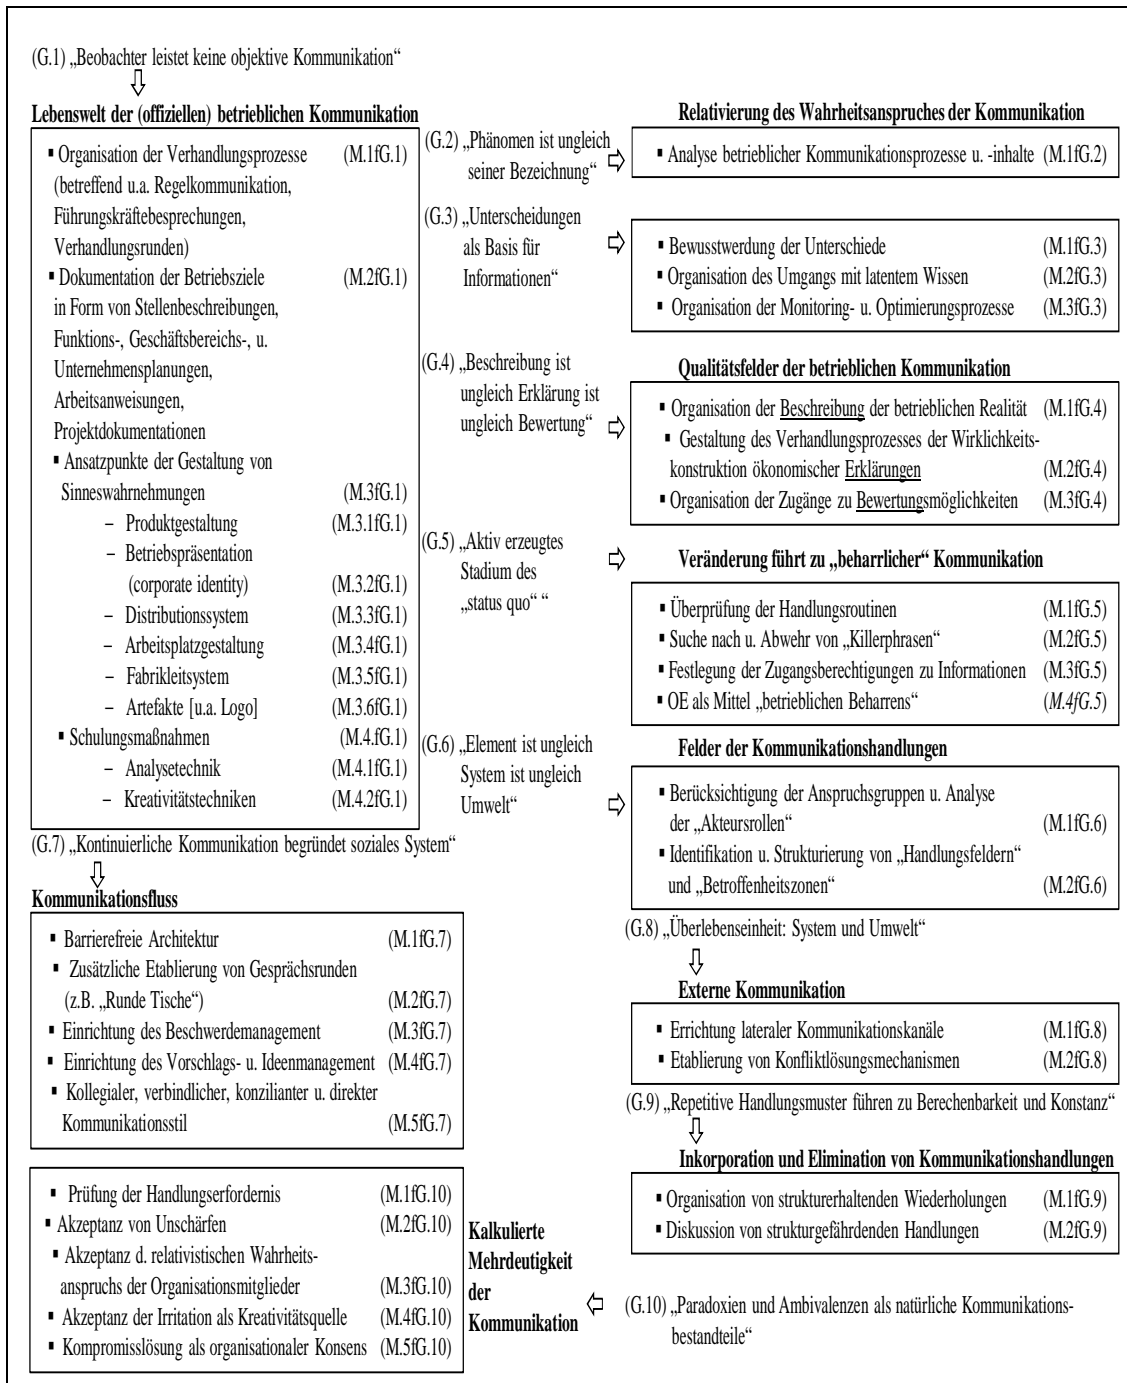 (G.1) „Beobachter leistet keine objektive Kommunikation“
Lebenswelt der (offiziellen) betrieblichen Kommunikation
▪ Organisation der Verhandlungsprozesse (M.1fG.1)
(betreffend u.a. Regelkommunikation,
Führungskräftebesprechungen,
Verhandlungsrunden)
▪ Dokumentation der Betriebsziele (M.2fG.1)
in Form von Stellenbeschreibungen,
Funktions-, Geschäftsbereichs-, u.
Unternehmensplanungen,
Arbeitsanweisungen,
Projektdokumentationen
▪ Ansatzpunkte der Gestaltung von
Sinneswahrnehmungen (M.3fG.1)
– Produktgestaltung (M.3.1fG.1)
– Betriebspräsentation
(corporate identity) (M.3.2fG.1)
– Distributionssystem (M.3.3fG.1)
– Arbeitsplatzgestaltung (M.3.4fG.1)
– Fabrikleitsystem (M.3.5fG.1)
– Artefakte [u.a. Logo] (M.3.6fG.1)
▪ Schulungsmaßnahmen (M.4.fG.1)
– Analysetechnik (M.4.1fG.1)
– Kreativitätstechniken (M.4.2fG.1)
(G.2) „Phänomen ist ungleich
seiner Bezeichnung“
Relativierung des Wahrheitsanspruches der Kommunikation
▪ Analyse betrieblicher Kommunikationsprozesse u. -inhalte (M.1fG.2)
(G.3) „Unterscheidungen
als Basis für
Informationen“
▪ Bewusstwerdung der Unterschiede (M.1fG.3)
▪ Organisation des Umgangs mit latentem Wissen (M.2fG.3)
▪ Organisation der Monitoring- u. Optimierungsprozesse (M.3fG.3)
(G.4) „Beschreibung ist
ungleich Erklärung ist
ungleich Bewertung“
Qualitätsfelder der betrieblichen Kommunikation
▪ Organisation der Beschreibung der betrieblichen Realität (M.1fG.4)
▪ Gestaltung des Verhandlungsprozesses der Wirklichkeits-
konstruktion ökonomischer Erklärungen (M.2fG.4)
▪ Organisation der Zugänge zu Bewertungsmöglichkeiten (M.3fG.4)
(G.5) „Aktiv erzeugtes
Stadium des
„status quo“ “
Veränderung führt zu „beharrlicher“ Kommunikation
▪ Überprüfung der Handlungsroutinen (M.1fG.5)
▪ Suche nach u. Abwehr von „Killerphrasen“ (M.2fG.5)
▪ Festlegung der Zugangsberechtigungen zu Informationen (M.3fG.5)
▪ OE als Mittel „betrieblichen Beharrens“ (M.4fG.5)
(G.6) „Element ist ungleich
System ist ungleich
Umwelt“
Felder der Kommunikationshandlungen
▪ Berücksichtigung der Anspruchsgruppen u. Analyse
der „Akteursrollen“ (M.1fG.6)
▪ Identifikation u. Strukturierung von „Handlungsfeldern“
und „Betroffenheitszonen“ (M.2fG.6)
(G.7) „Kontinuierliche Kommunikation begründet soziales System“
Kommunikationsfluss
▪ Barrierefreie Architektur (M.1fG.7)
▪ Zusätzliche Etablierung von Gesprächsrunden
(z.B. „Runde Tische“) (M.2fG.7)
▪ Einrichtung des Beschwerdemanagement (M.3fG.7)
▪ Einrichtung des Vorschlags- u. Ideenmanagement (M.4fG.7)
▪ Kollegialer, verbindlicher, konzilianter u. direkter
Kommunikationsstil (M.5fG.7)
(G.8) „Überlebenseinheit: System und Umwelt“
Externe Kommunikation
▪ Errichtung lateraler Kommunikationskanäle (M.1fG.8)
▪ Etablierung von Konfliktlösungsmechanismen (M.2fG.8)
(G.9) „Repetitive Handlungsmuster führen zu Berechenbarkeit und Konstanz“
Inkorporation und Elimination von Kommunikationshandlungen
▪ Organisation von strukturerhaltenden Wiederholungen (M.1fG.9)
▪ Diskussion von strukturgefährdenden Handlungen (M.2fG.9)
(G.10) „Paradoxien und Ambivalenzen als natürliche Kommunikations-
bestandteile“
Kalkulierte
Mehrdeutigkeit
der
Kommunikation
▪ Prüfung der Handlungserfordernis (M.1fG.10)
▪ Akzeptanz von Unschärfen (M.2fG.10)
▪ Akzeptanz d. relativistischen Wahrheits-
anspruchs der Organisationsmitglieder (M.3fG.10)
▪ Akzeptanz der Irritation als Kreativitätsquelle (M.4fG.10)
▪ Kompromisslösung als organisationaler Konsens (M.5fG.10)